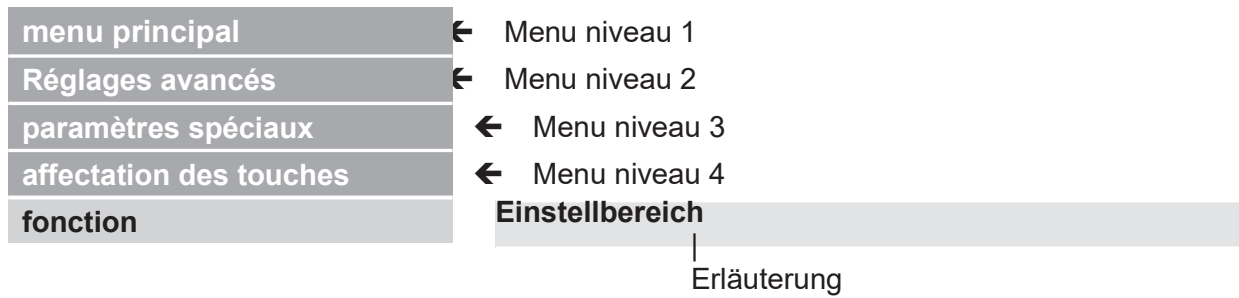 menu principal ← Menu niveau 1
Réglages avancés ← Menu niveau 2
paramètres spéciaux ← Menu niveau 3
affectation des touches ← Menu niveau 4
fonction Einstellbereich
Erläuterung